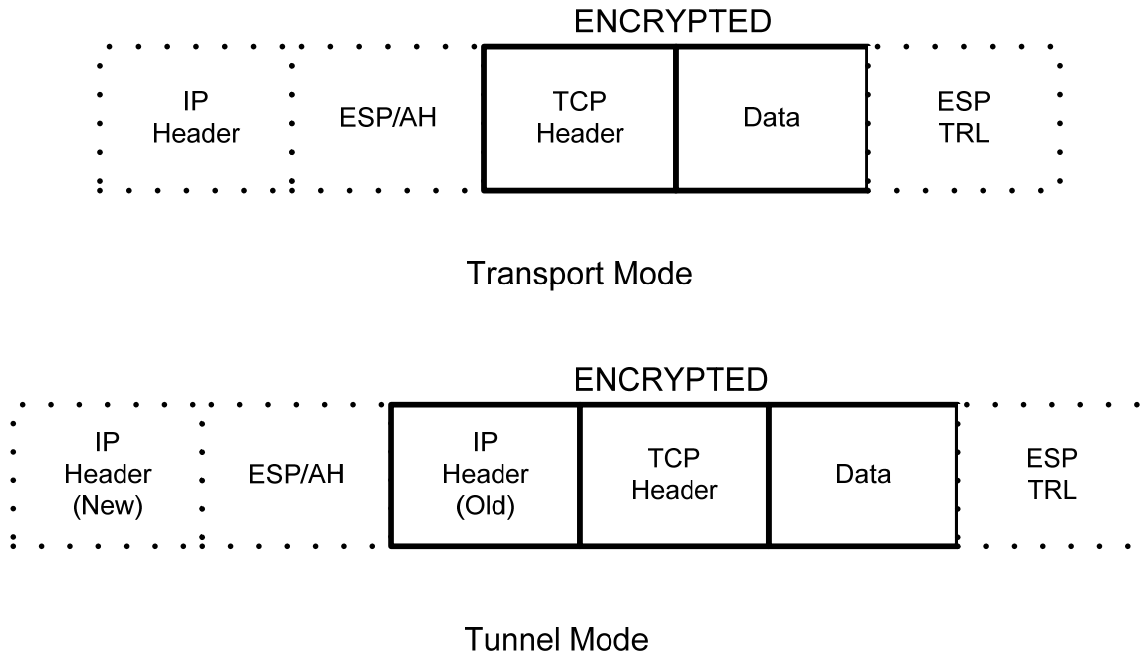 ENCRYPTED
IP
Header
ESP/AH
TCP
Header
Data
ESP
TRL
Transport Mode
ENCRYPTED
IP
Header
(New)
ESP/AH
IP
Header
(Old)
TCP
Header
Data
ESP
TRL
Tunnel Mode